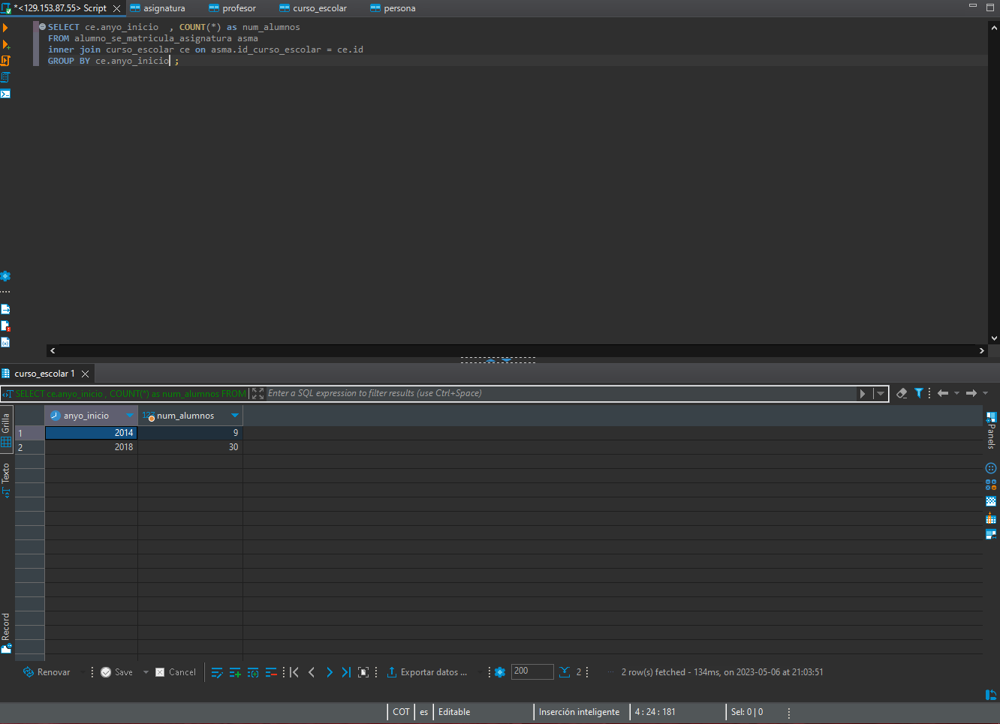 *<129.153.87.55> Script
asignatura
profesor
curso_escolar
persona
SELECT ce.anyo_inicio  , COUNT(*) as num_alumnos
FROM alumno_se_matricula_asignatura asma
inner join curso_escolar ce on asma.id_curso_escolar = ce.id
GROUP BY ce.anyo_inicio ;
curso_escolar 1
SELECT ce.anyo_inicio , COUNT(*) as num_alumnos FROM
Enter a SQL expression to filter results (use Ctrl+Space)
Grilla
Texto
Record
Panels
anyo_inicio 123 num_alumnos
1 2014 9
2 2018 30
Renovar
Save
Cancel
Exportar datos ...
200
2
2 row(s) fetched - 134ms, on 2023-05-06 at 21:03:51
COT
es
Editable
Inserción inteligente
4 : 24 : 181
Sel: 0 | 0